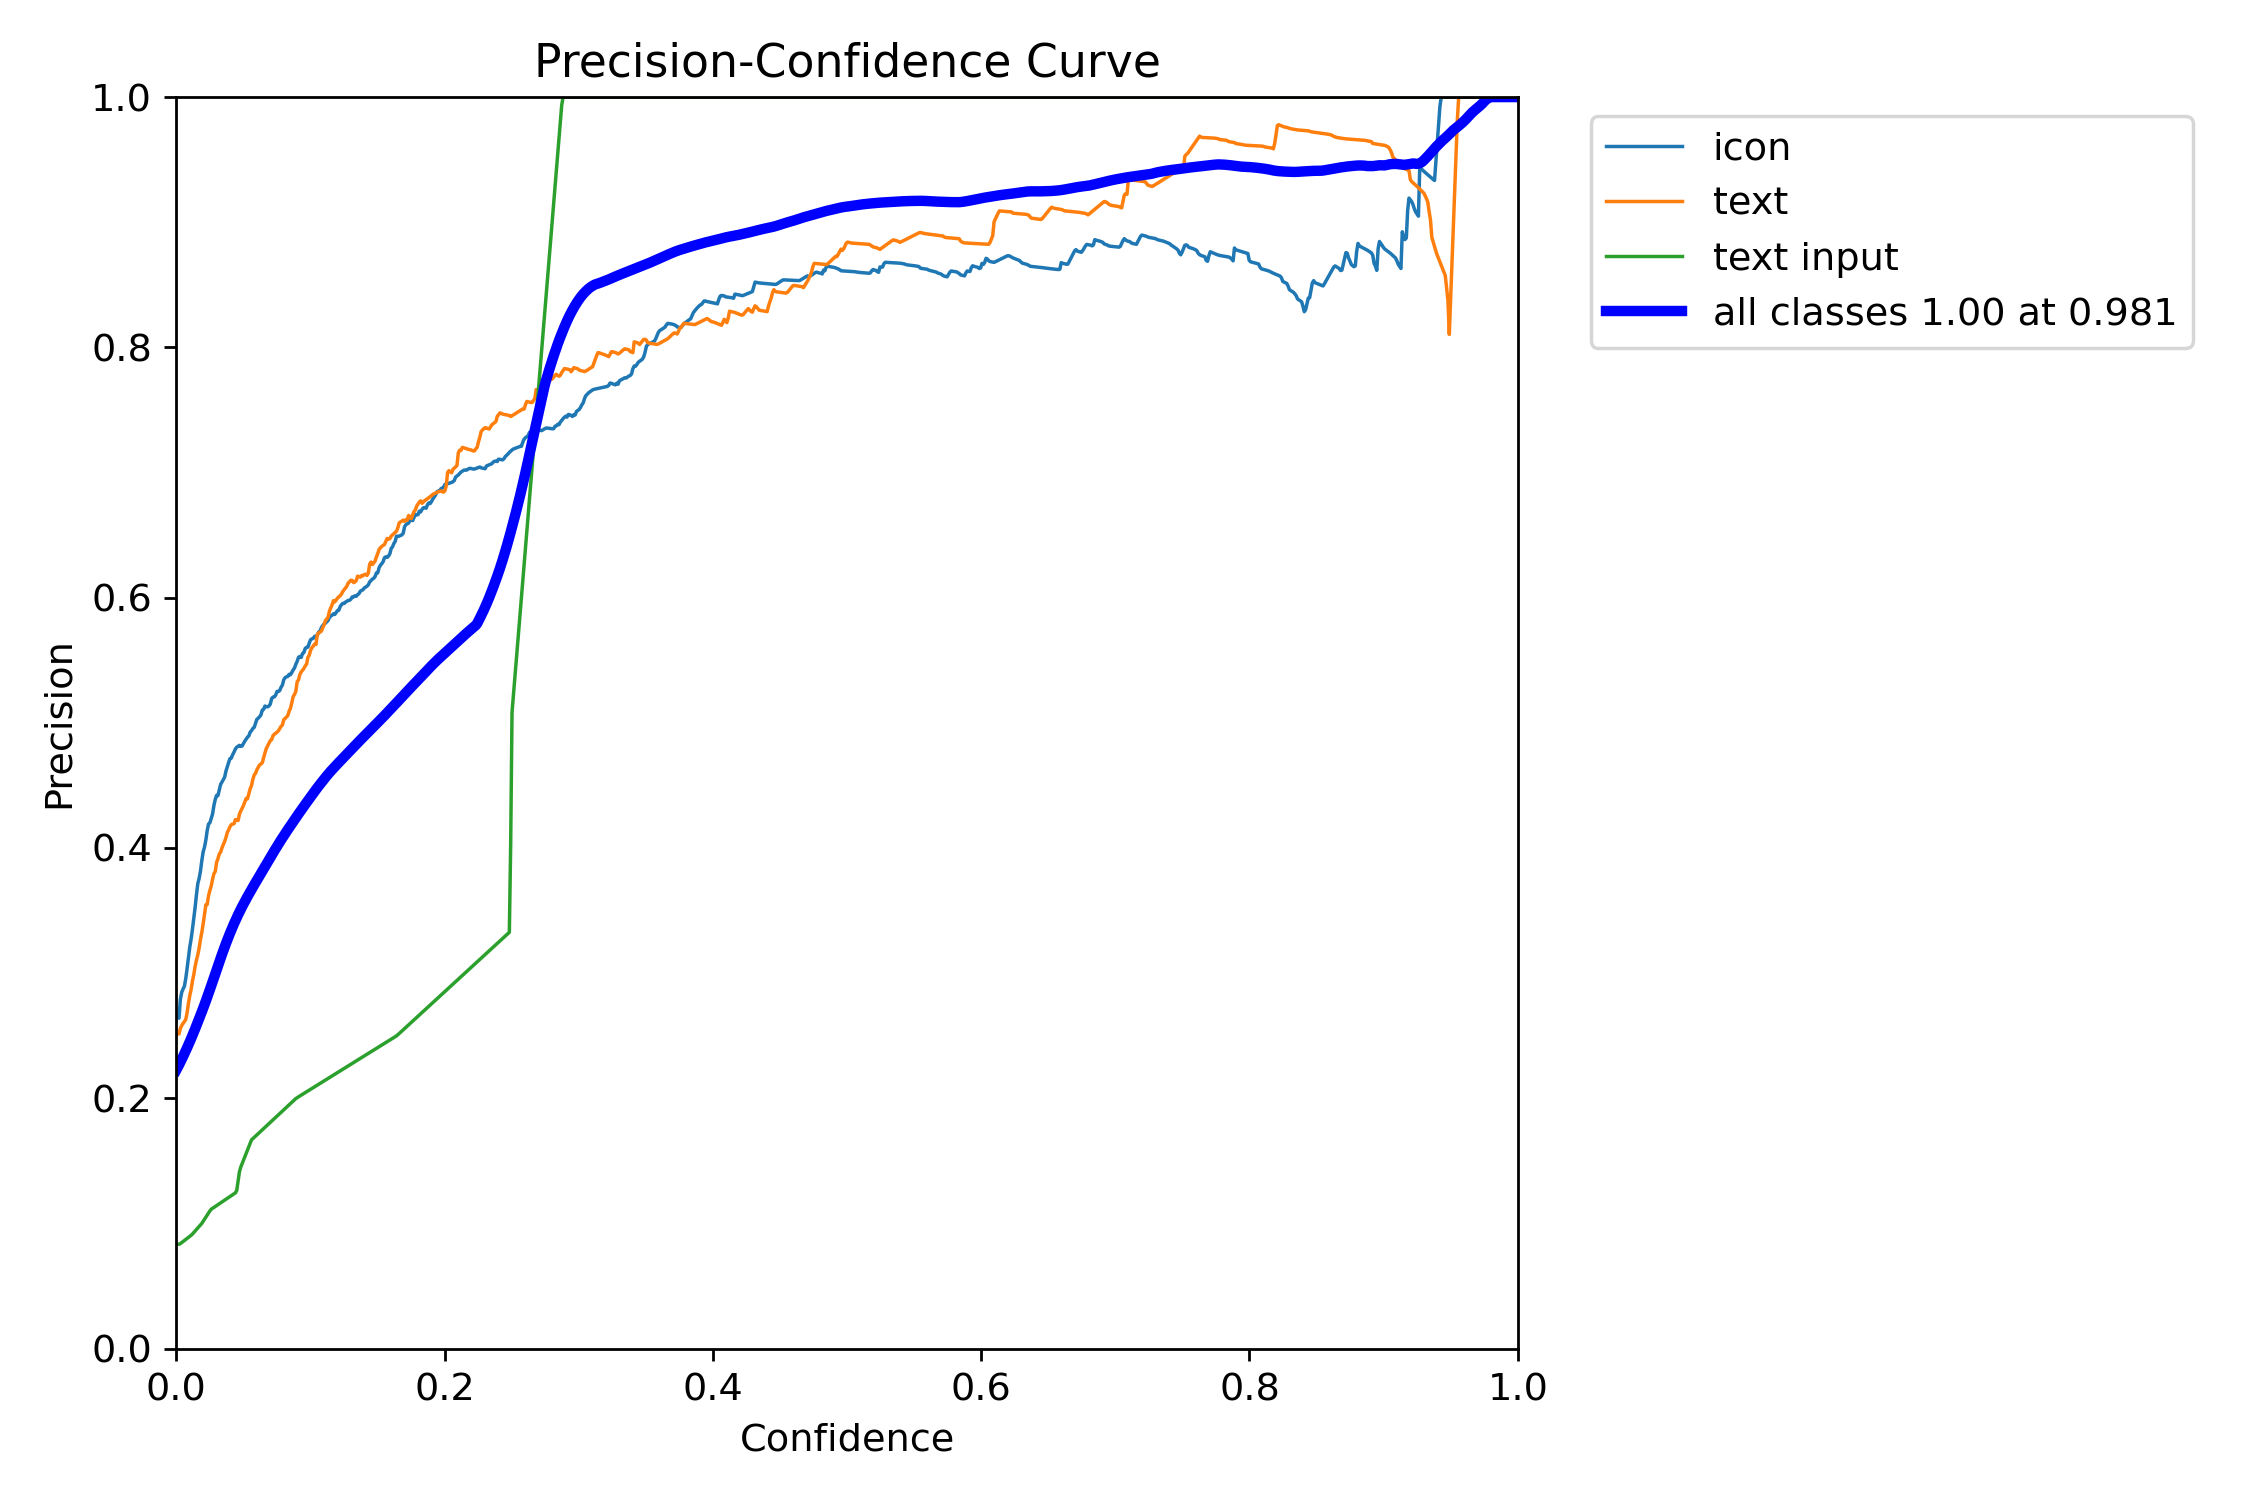 Precision-Confidence Curve
1.0
0.8
0.6
0.4
0.2
0.0
Precision
0.0 0.2 0.4 0.6 0.8 1.0
Confidence
icon
text
text input
all classes 1.00 at 0.981